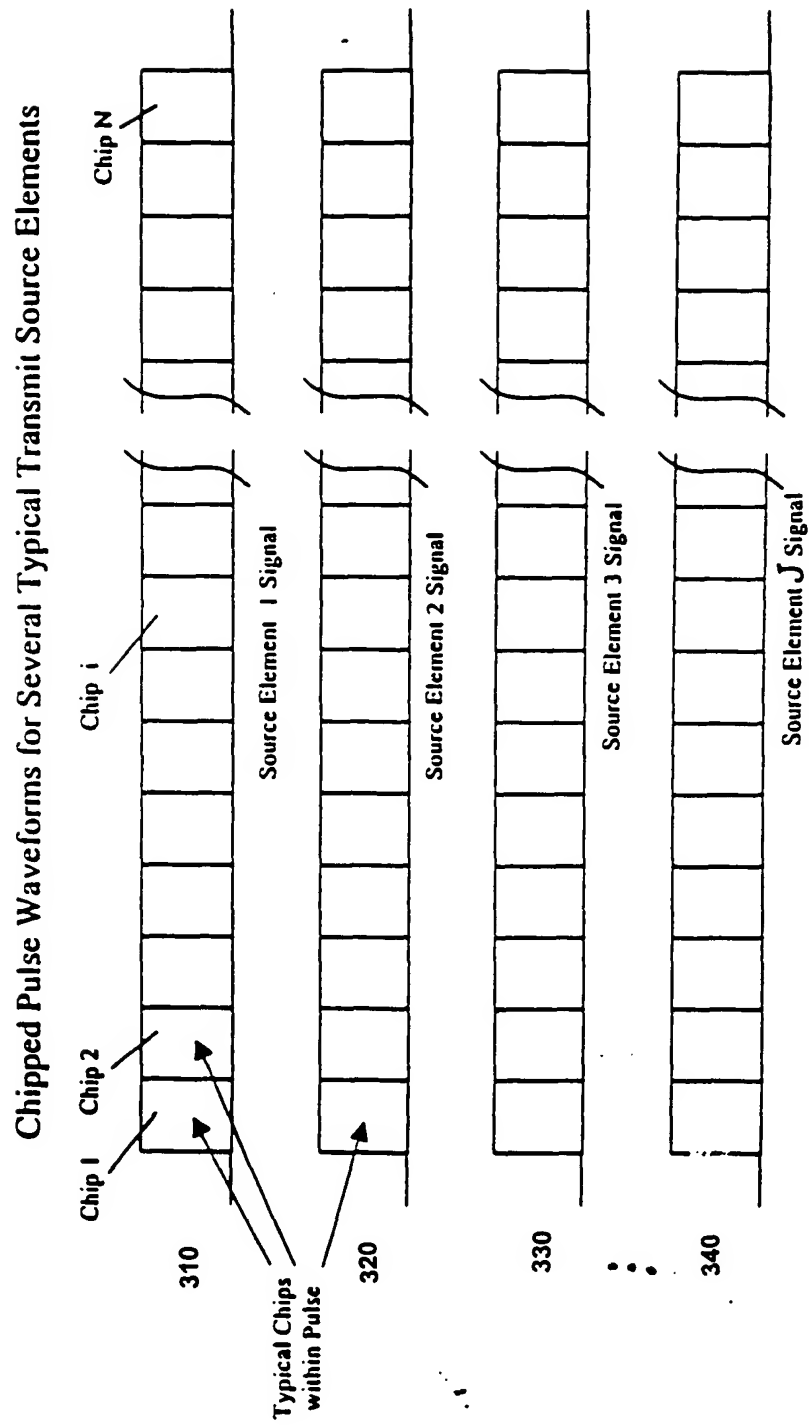 Chipped Pulse Waveforms for Several Typical Transmit Source Elements
Chip 1
Chip 2
Chip i
Chip N
310
Source Element 1 Signal
Typical Chips
within Pulse
320
Source Element 2 Signal
330
Source Element 3 Signal
340
Source Element J Signal